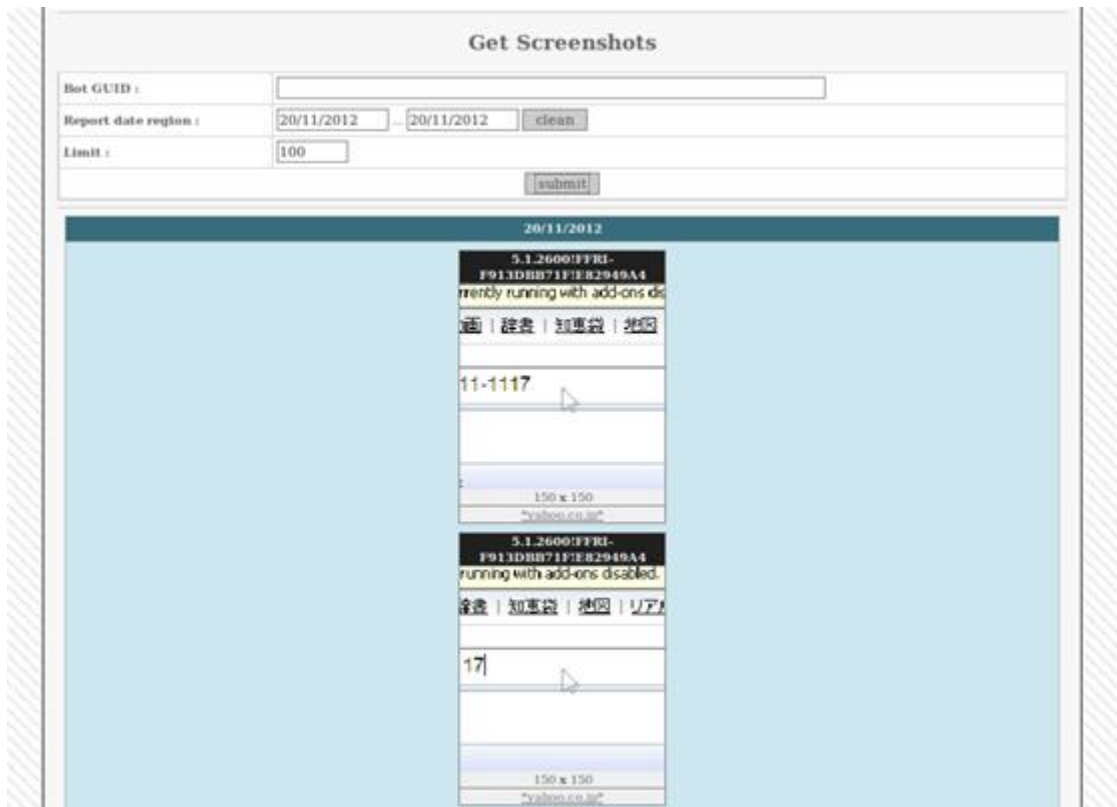 Get Screenshots
Bot GUID :
Report date region : 20/11/2012 ... 20/11/2012 clean
Limit : 100
submit
20/11/2012
5.1.2600!FFRI-
F913DBB71F!E82949A4
rrently running with add-ons dis
画 | 辞書 | 知恵袋 | 地図
11-1117
150 x 150
*yahoo.co.jp*
5.1.2600!FFRI-
F913DBB71F!E82949A4
running with add-ons disabled.
辞書 | 知恵袋 | 地図 | リアル
17
150 x 150
*yahoo.co.jp*